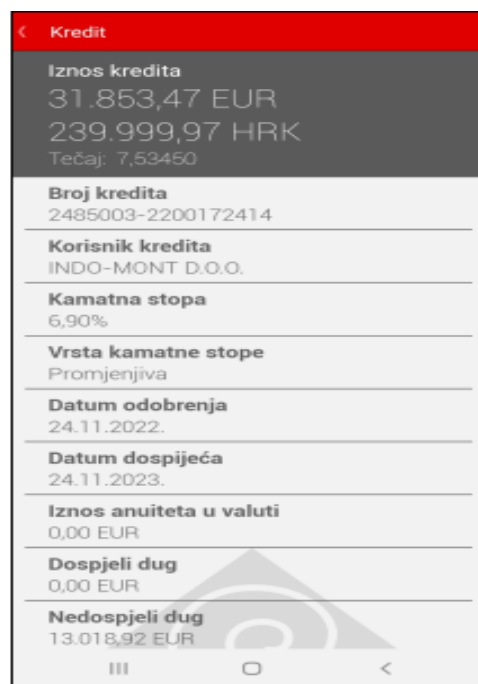 Kredit
Iznos kredita
31.853,47 EUR
239.999,97 HRK
Tečaj: 7,53450
Broj kredita
2485003-2200172414
Korisnik kredita
INDO-MONT D.O.O.
Kamatna stopa
6,90%
Vrsta kamatne stope
Promjenjiva
Datum odobrenja
24.11.2022.
Datum dospijeća
24.11.2023.
Iznos anuiteta u valuti
0,00 EUR
Dospjeli dug
0,00 EUR
Nedospjeli dug
13.018,92 EUR